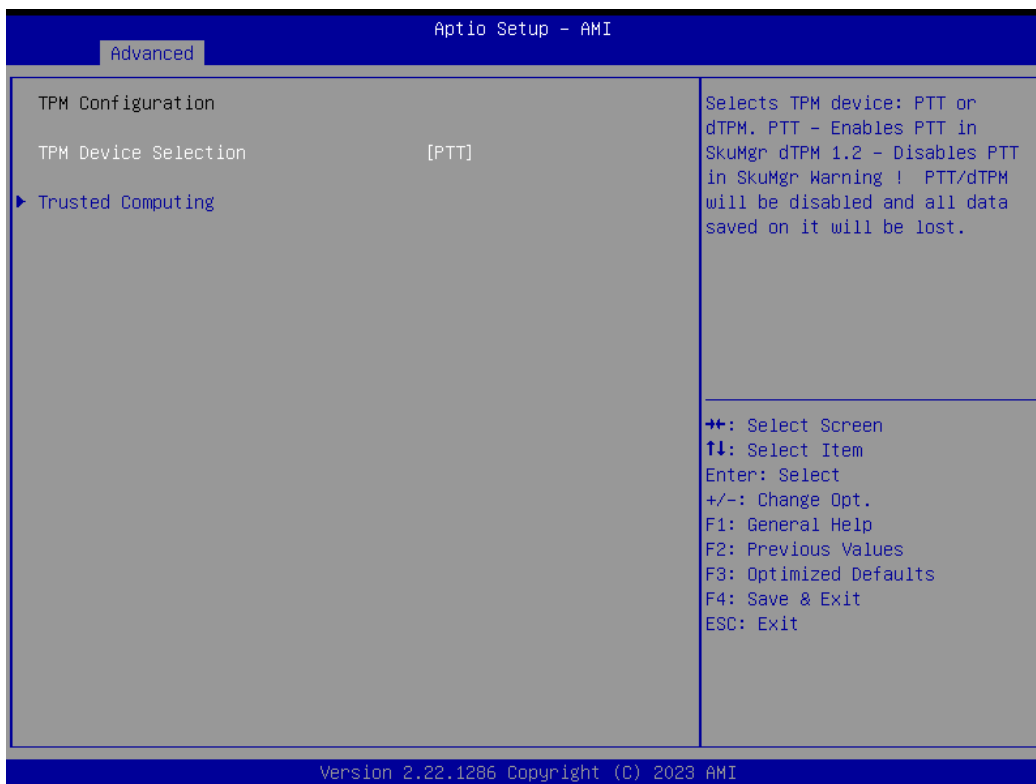 Aptio Setup - AMI
Advanced
TPM Configuration
TPM Device Selection [PTT]
Trusted Computing
Selects TPM device: PTT or
dTPM. PTT - Enables PTT in
SkuMgr dTPM 1.2 - Disables PTT
in SkuMgr Warning !  PTT/dTPM
will be disabled and all data
saved on it will be lost.
→←: Select Screen
↑↓: Select Item
Enter: Select
+/-: Change Opt.
F1: General Help
F2: Previous Values
F3: Optimized Defaults
F4: Save & Exit
ESC: Exit
Version 2.22.1286 Copyright (C) 2023 AMI